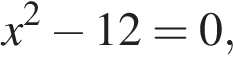 x² − 12 = 0,